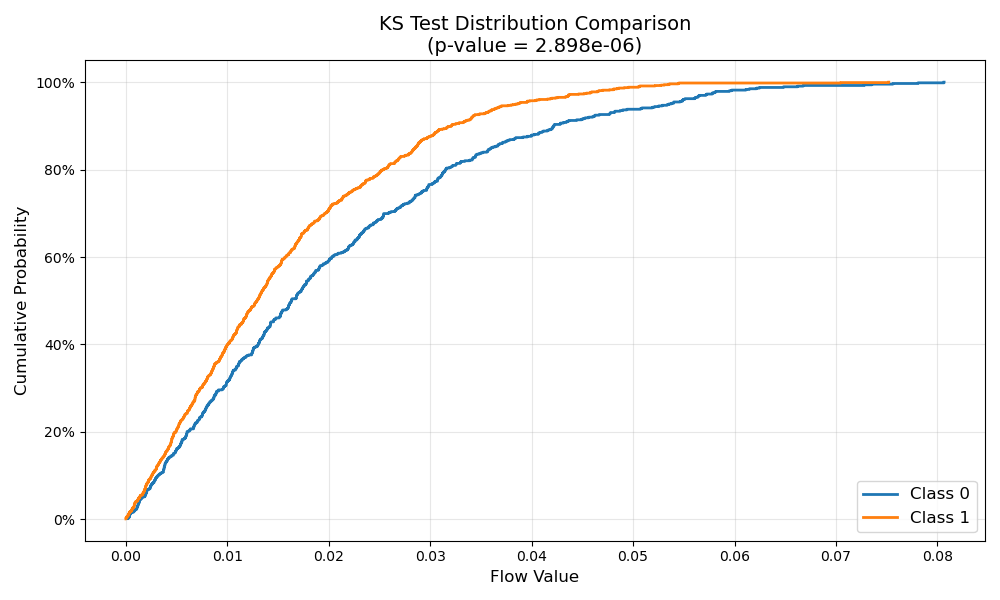 KS Test Distribution Comparison
(p-value = 2.898e-06)
Cumulative Probability
100%
80%
60%
40%
20%
0%
0.00 0.01 0.02 0.03 0.04 0.05 0.06 0.07 0.08
Flow Value
Class 0
Class 1